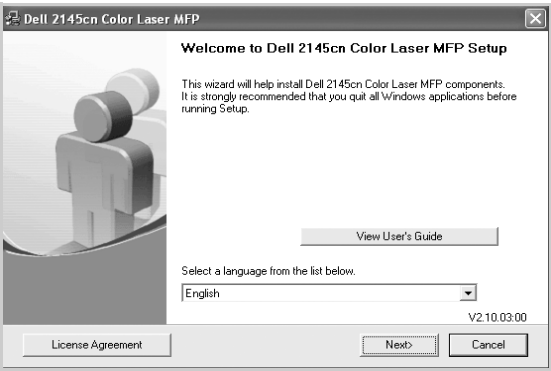 Dell 2145cn Color Laser MFP
Welcome to Dell 2145cn Color Laser MFP Setup
This wizard will help install Dell 2145cn Color Laser MFP components.
It is strongly recommended that you quit all Windows applications before
running Setup.
View User's Guide
Select a language from the list below.
English
V2.10.03:00
License Agreement
Next>
Cancel